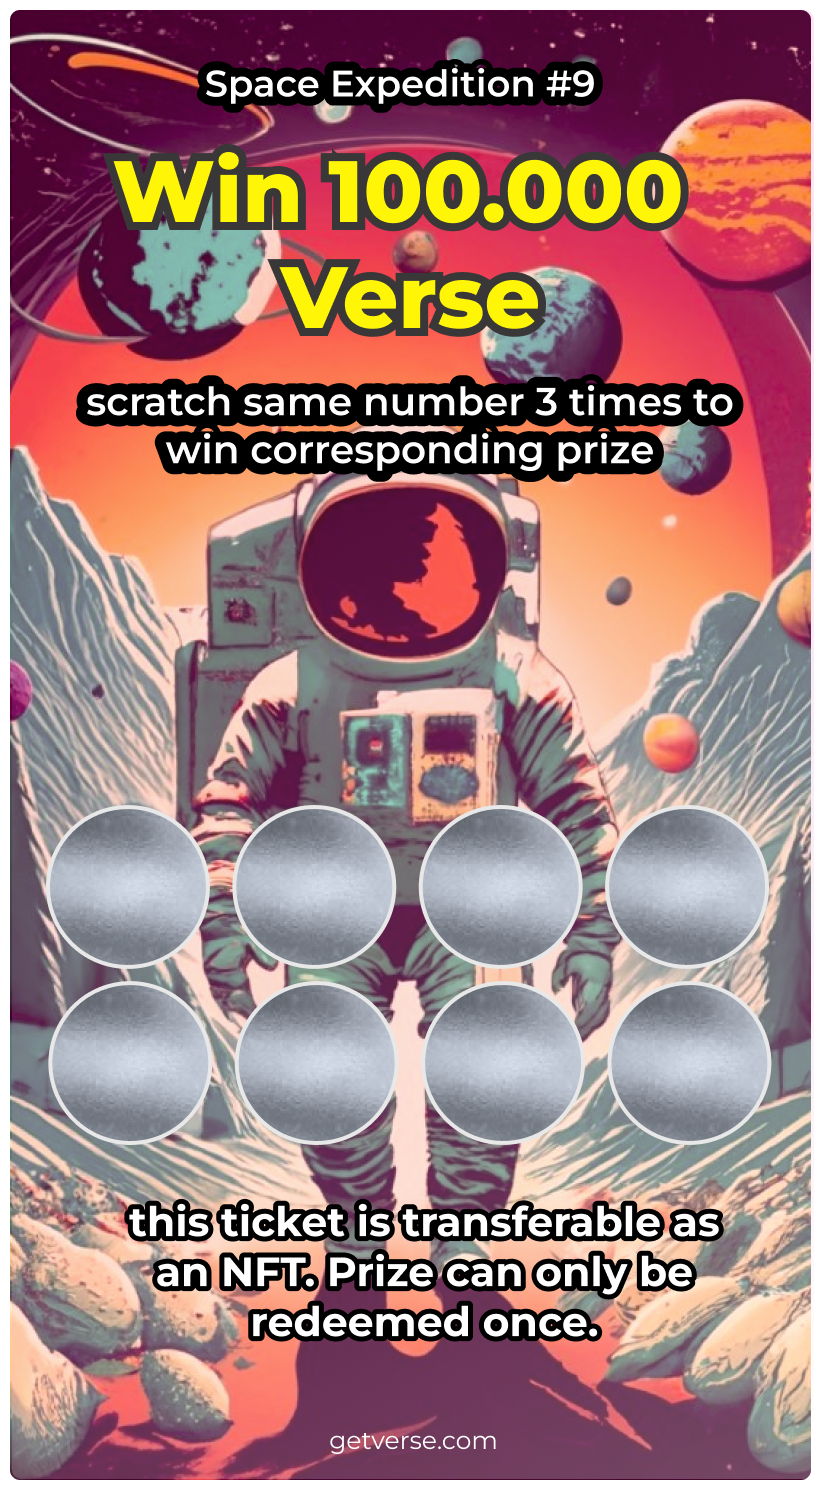 Space Expedition #9
Win 100.000
Verse
scratch same number 3 times to
win corresponding prize
this ticket is transferable as
an NFT. Prize can only be
redeemed once.
getverse.com